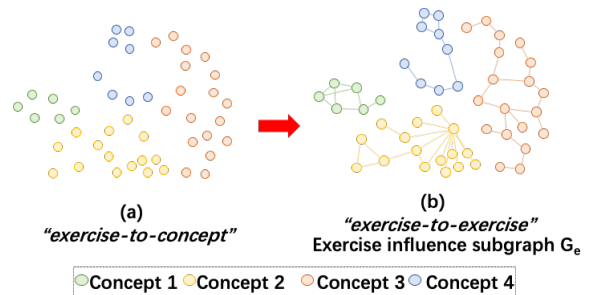 (a)
"exercise-to-concept"
(b)
"exercise-to-exercise"
Exercise influence subgraph Ge
Concept 1 Concept 2 Concept 3 Concept 4